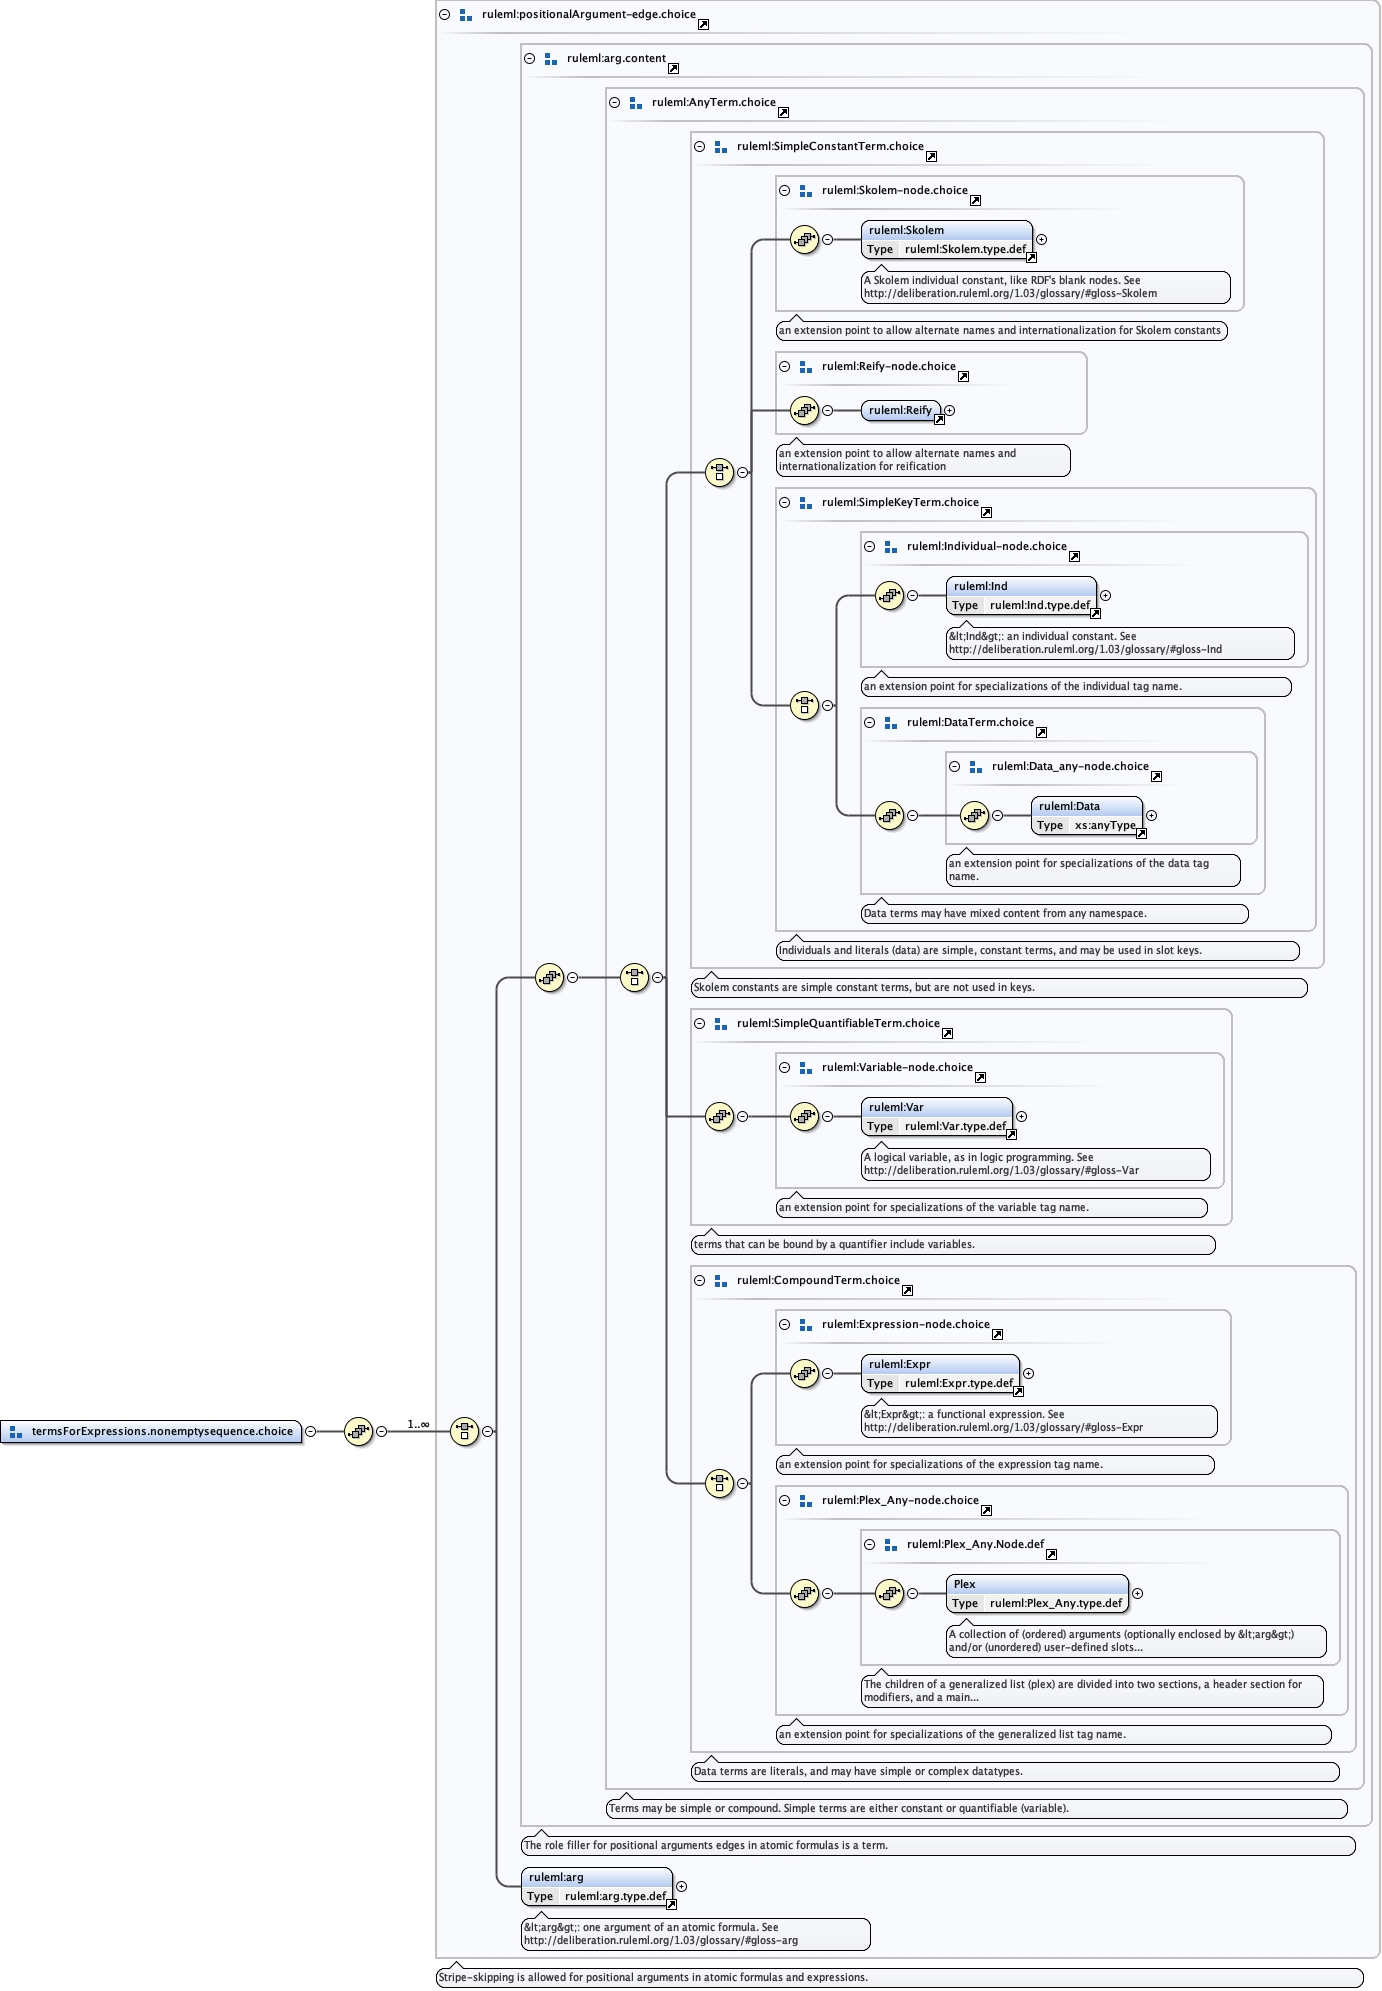 ruleml:positionalArgument-edge.choice
ruleml:arg.content
ruleml:AnyTerm.choice
ruleml:SimpleConstantTerm.choice
ruleml:Skolem-node.choice
ruleml:Skolem
Type ruleml:Skolem.type.def
A Skolem individual constant, like RDF's blank nodes. See
http://deliberation.ruleml.org/1.03/glossary/#gloss-Skolem
an extension point to allow alternate names and internationalization for Skolem constants
ruleml:Reify-node.choice
ruleml:Reify
an extension point to allow alternate names and
internationalization for reification
ruleml:SimpleKeyTerm.choice
ruleml:Individual-node.choice
ruleml:Ind
Type ruleml:Ind.type.def
&lt;Ind&gt;: an individual constant. See
http://deliberation.ruleml.org/1.03/glossary/#gloss-Ind
an extension point for specializations of the individual tag name.
ruleml:DataTerm.choice
ruleml:Data_any-node.choice
ruleml:Data
Type xs:anyType
an extension point for specializations of the data tag
name.
Data terms may have mixed content from any namespace.
Individuals and literals (data) are simple, constant terms, and may be used in slot keys.
Skolem constants are simple constant terms, but are not used in keys.
ruleml:SimpleQuantifiableTerm.choice
ruleml:Variable-node.choice
ruleml:Var
Type ruleml:Var.type.def
A logical variable, as in logic programming. See
http://deliberation.ruleml.org/1.03/glossary/#gloss-Var
an extension point for specializations of the variable tag name.
terms that can be bound by a quantifier include variables.
ruleml:CompoundTerm.choice
ruleml:Expression-node.choice
ruleml:Expr
Type ruleml:Expr.type.def
&lt;Expr&gt;: a functional expression. See
http://deliberation.ruleml.org/1.03/glossary/#gloss-Expr
termsForExpressions.nonemptysequence.choice
1..∞
an extension point for specializations of the expression tag name.
ruleml:Plex_Any-node.choice
ruleml:Plex_Any.Node.def
Plex
Type ruleml:Plex_Any.type.def
A collection of (ordered) arguments (optionally enclosed by &lt;arg&gt;)
and/or (unordered) user-defined slots...
The children of a generalized list (plex) are divided into two sections, a header section for
modifiers, and a main...
an extension point for specializations of the generalized list tag name.
Data terms are literals, and may have simple or complex datatypes.
Terms may be simple or compound. Simple terms are either constant or quantifiable (variable).
The role filler for positional arguments edges in atomic formulas is a term.
ruleml:arg
Type ruleml:arg.type.def
&lt;arg&gt;: one argument of an atomic formula. See
http://deliberation.ruleml.org/1.03/glossary/#gloss-arg
Stripe-skipping is allowed for positional arguments in atomic formulas and expressions.